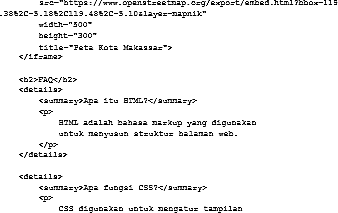 src="https://www.openstreetmap.org/export/embed.html?bbox=119
.38%2C-5.18%2C119.48%2C-5.10&layer=mapnik"
width="500"
height="300"
title="Peta Kota Makassar">
</iframe>
<h2>FAQ</h2>
<details>
<summary>Apa itu HTML?</summary>
<p>
HTML adalah bahasa markup yang digunakan
untuk menyusun struktur halaman web.
</p>
</details>
<details>
<summary>Apa fungsi CSS?</summary>
<p>
CSS digunakan untuk mengatur tampilan